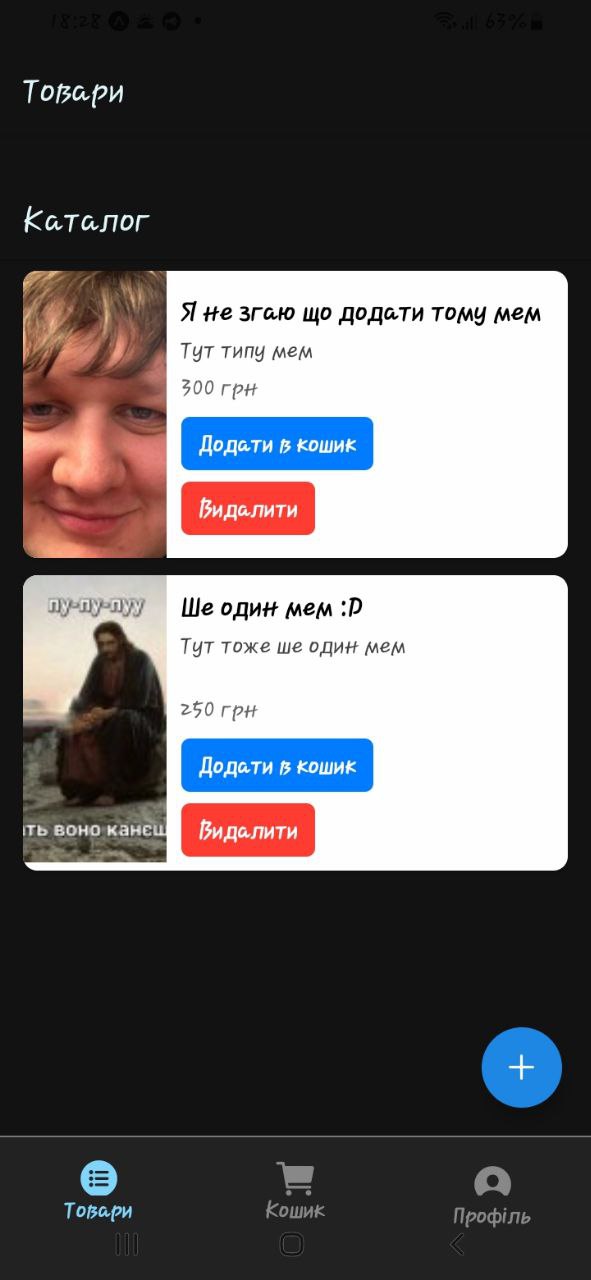 18:28
63%
Товари
Каталог
Я не згаю що додати тому мем
Тут типу мем
300 грн
Додати в кошик
Видалити
пу-пу-пуу
ть воно канєш
Ше один мем :D
Тут тоже ше один мем
250 грн
Додати в кошик
Видалити
Товари
Кошик
Профіль